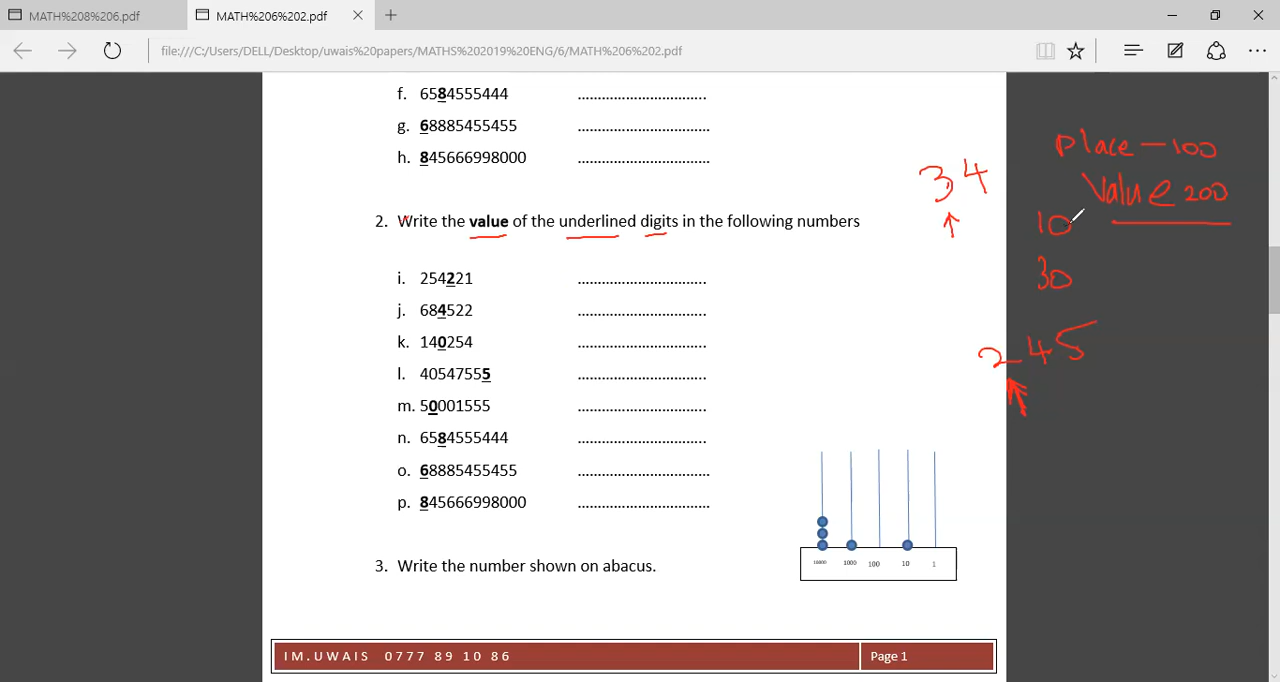 MATH%208%206.pdf
MATH%206%202.pdf
file:///C:/Users/DELL/Desktop/uwais%20papers/MATHS%202019%20ENG/6/MATH%206%202.pdf
f. 6584555444 ................................
g. 68885455455 ................................
h. 845666998000 ................................
34
Place — 100
Value 200
10
30
245
2. Write the value of the underlined digits in the following numbers
i. 254221 ................................
j. 684522 ................................
k. 140254 ................................
l. 40547555 ................................
m. 50001555 ................................
n. 6584555444 ................................
o. 68885455455 ................................
p. 845666998000 ................................
10000 1000 100 10 1
3. Write the number shown on abacus.
IM.UWAIS 0777 89 10 86 Page 1